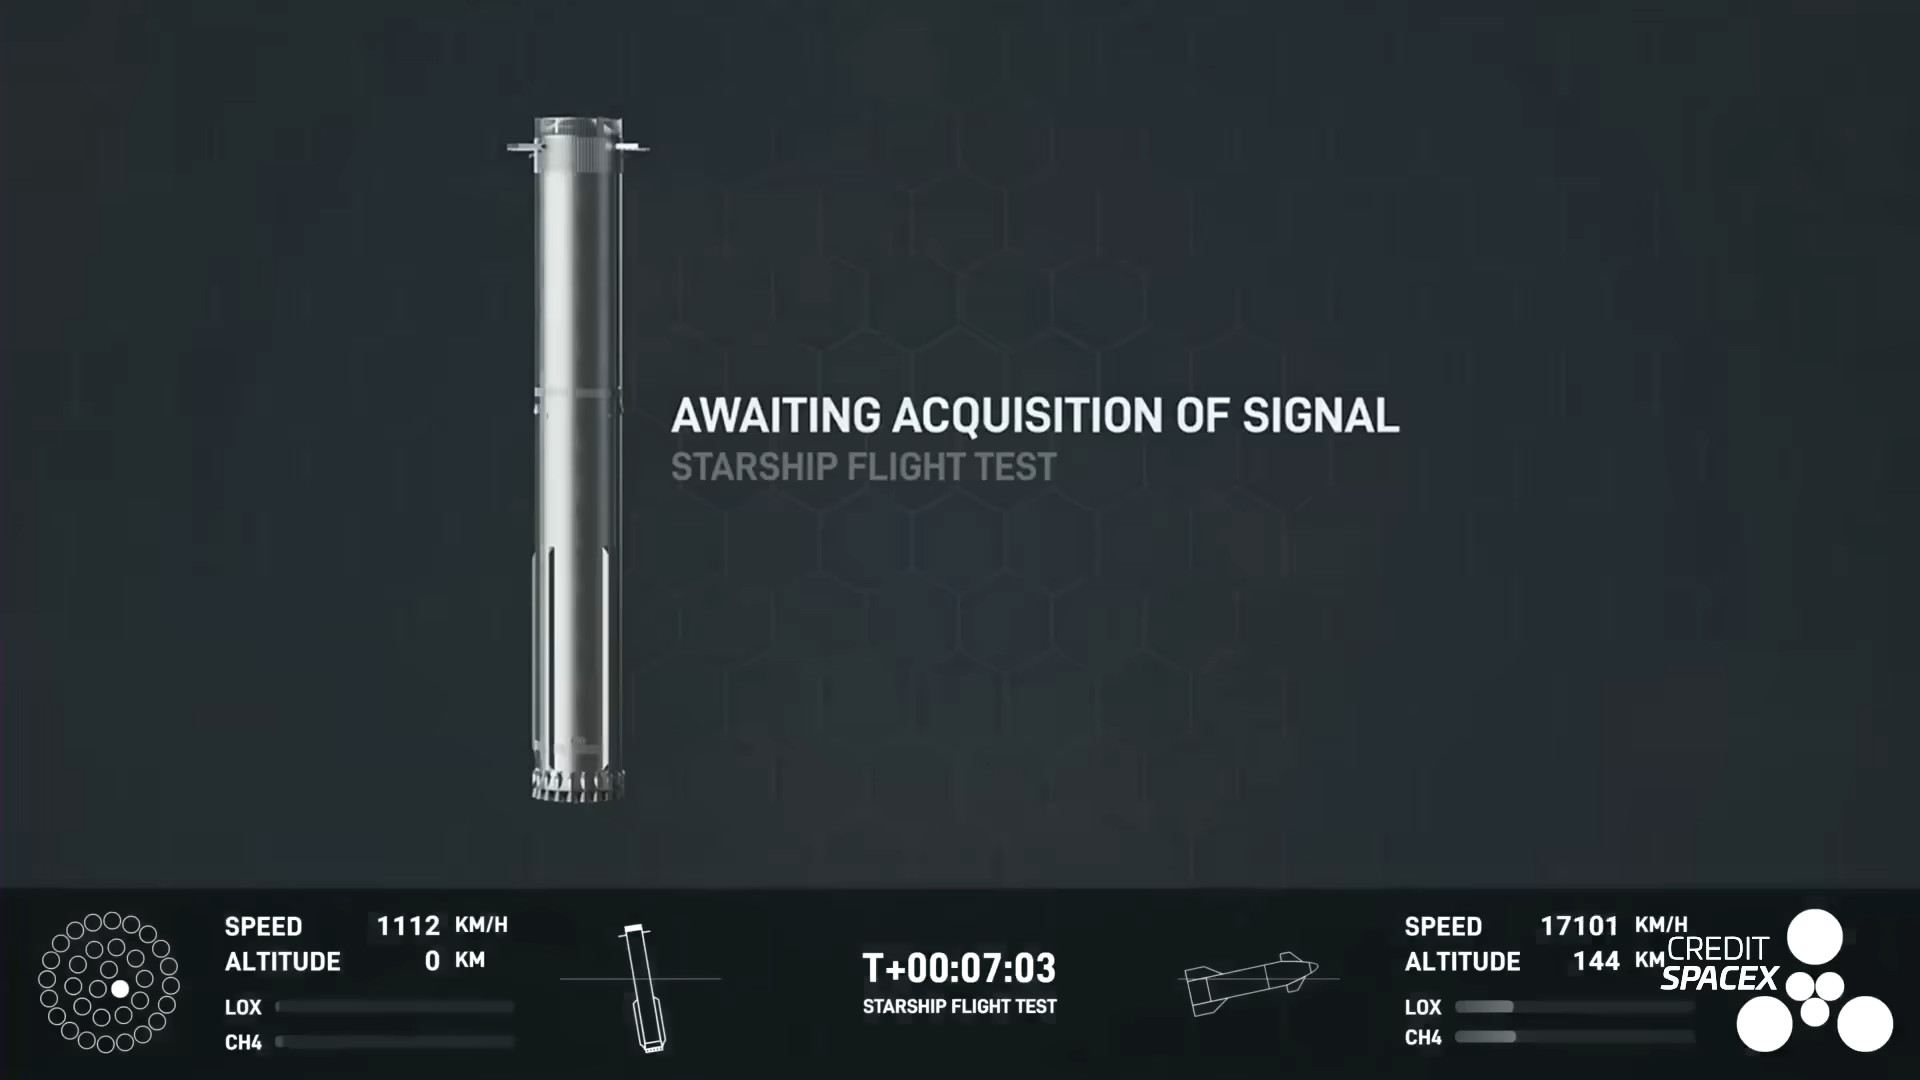 AWAITING ACQUISITION OF SIGNAL
STARSHIP FLIGHT TEST
SPEED 1112 KM/H
ALTITUDE 0 KM
LOX
CH4
T+00:07:03
STARSHIP FLIGHT TEST
SPEED 17101 KM/H
ALTITUDE 144 KM
LOX
CH4
CREDIT
SPACEX